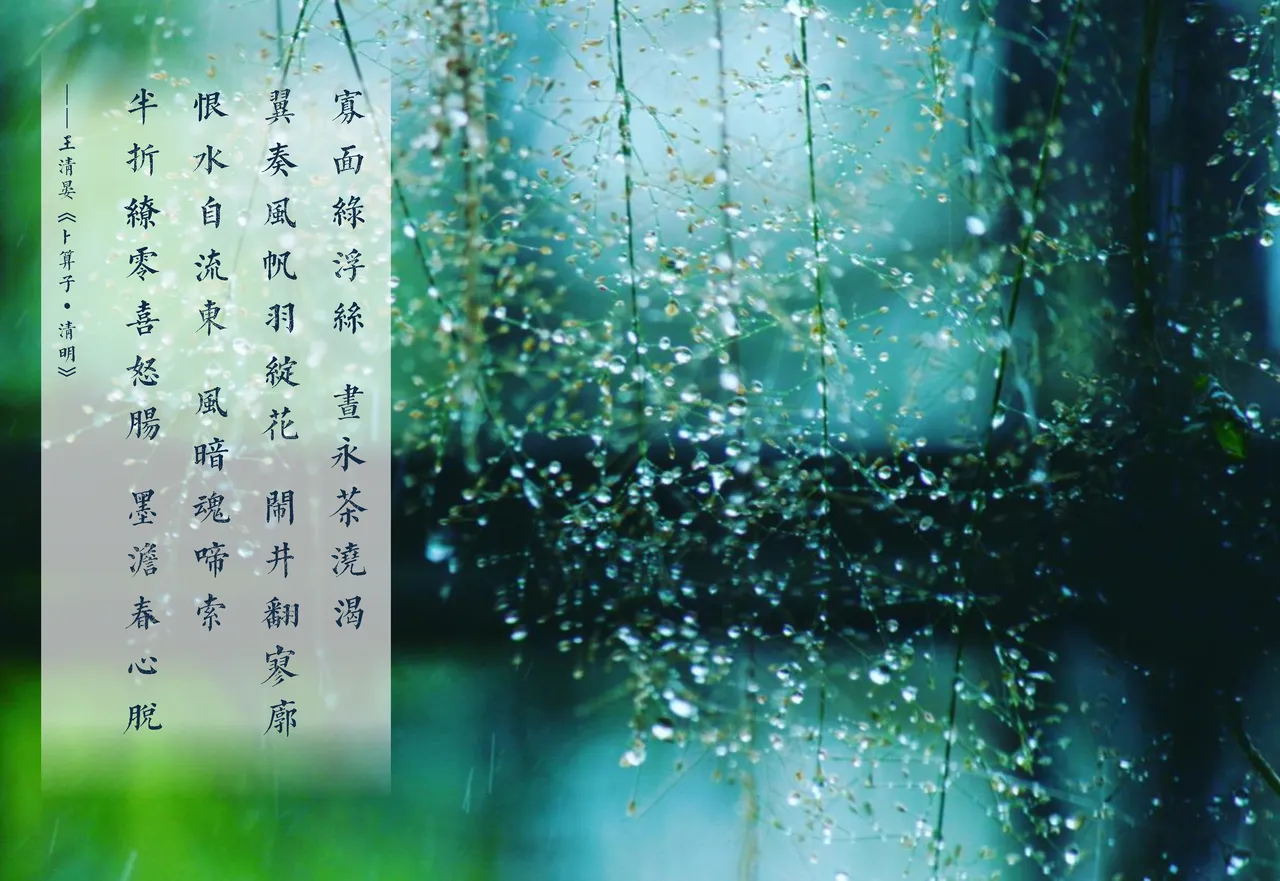 寡面綠浮絲　晝永茶澆渴
翼奏風帆羽綻花　鬧井翻寥廓
恨水自流東　風暗魂啼索
半折繚零喜怒腸　墨澹春心脫
——王清晏《卜算子•清明》